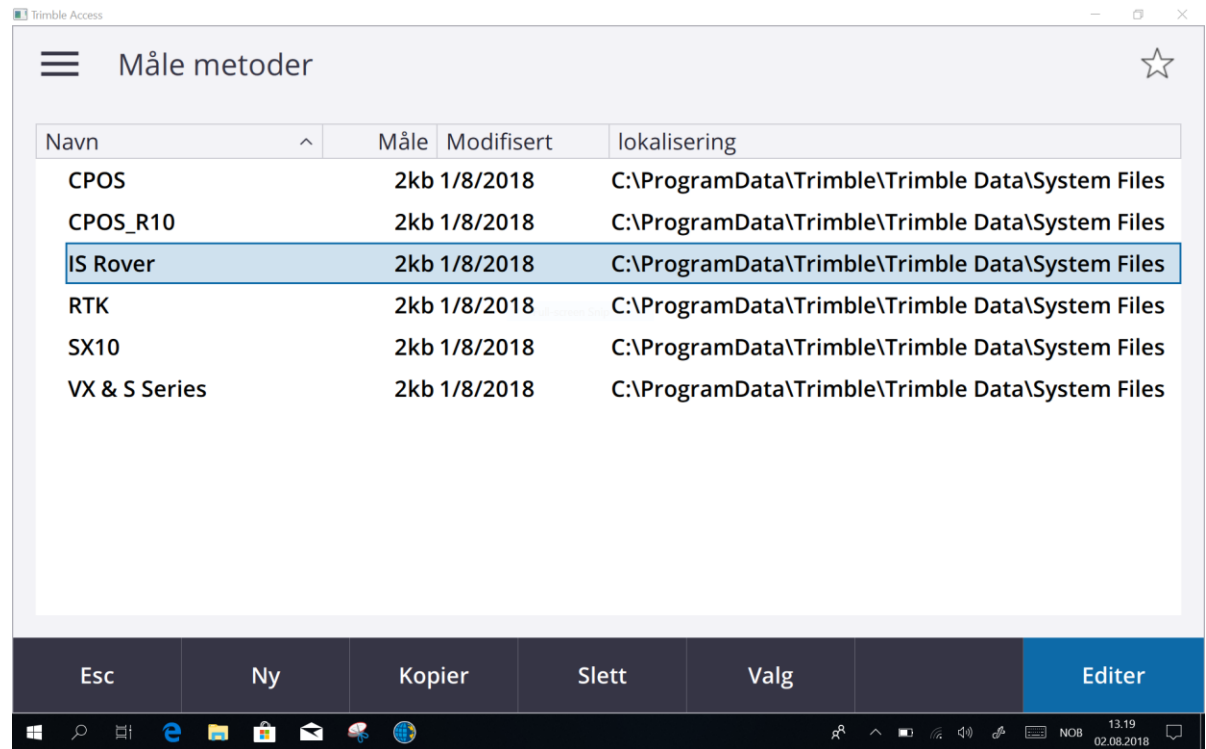 Trimble Access
Måle metoder
Navn Måle Modifisert lokalisering
CPOS 2kb 1/8/2018 C:\ProgramData\Trimble\Trimble Data\System Files
CPOS_R10 2kb 1/8/2018 C:\ProgramData\Trimble\Trimble Data\System Files
IS Rover 2kb 1/8/2018 C:\ProgramData\Trimble\Trimble Data\System Files
RTK 2kb 1/8/2018 C:\ProgramData\Trimble\Trimble Data\System Files
SX10 2kb 1/8/2018 C:\ProgramData\Trimble\Trimble Data\System Files
VX & S Series 2kb 1/8/2018 C:\ProgramData\Trimble\Trimble Data\System Files
Esc Ny Kopier Slett Valg Editer
NOB 13.19
02.08.2018